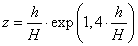 z = h/H · exp(1,4 · h/H)